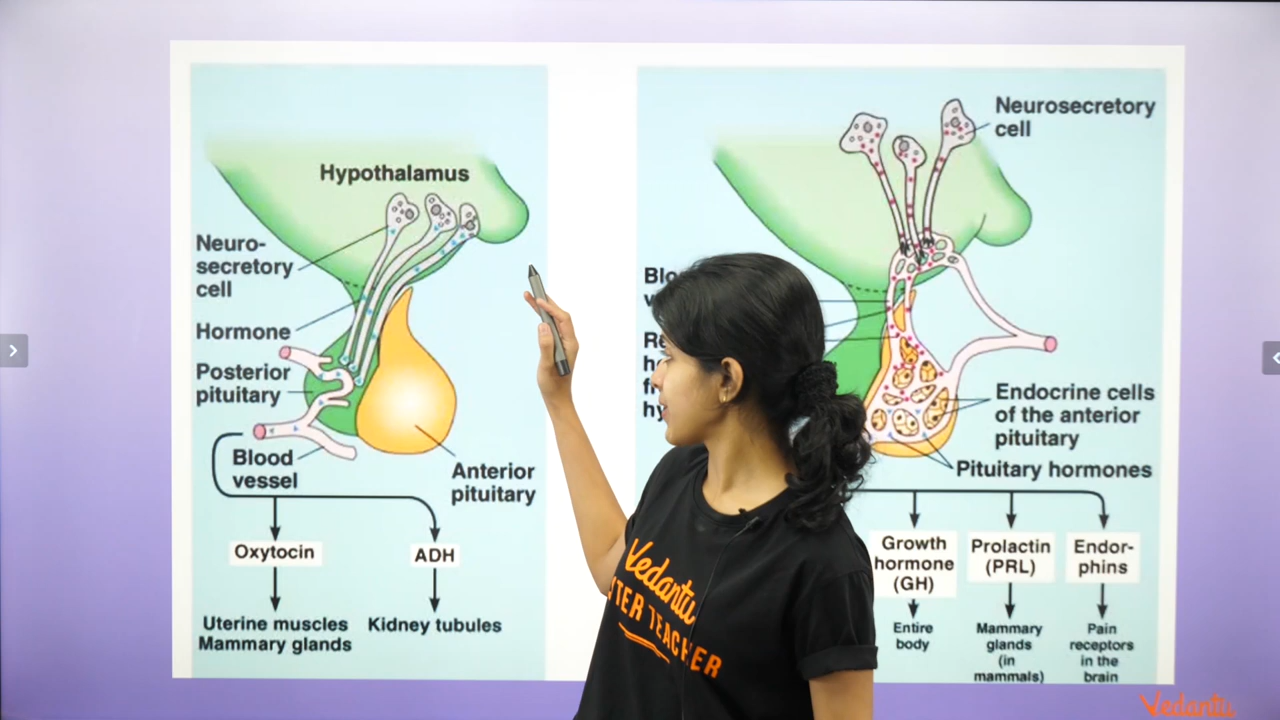 Hypothalamus
Neuro-
secretory
cell
Hormone
Posterior
pituitary
Blood
vessel
Anterior
pituitary
Oxytocin
ADH
Uterine muscles
Mammary glands
Kidney tubules
Neurosecretory
cell
Endocrine cells
of the anterior
pituitary
Pituitary hormones
Growth
hormone
(GH)
Prolactin
(PRL)
Endor-
phins
Entire
body
Mammary
glands
(in
mammals)
Pain
receptors
in the
brain
Vedantu
TEACHER
Vedantu